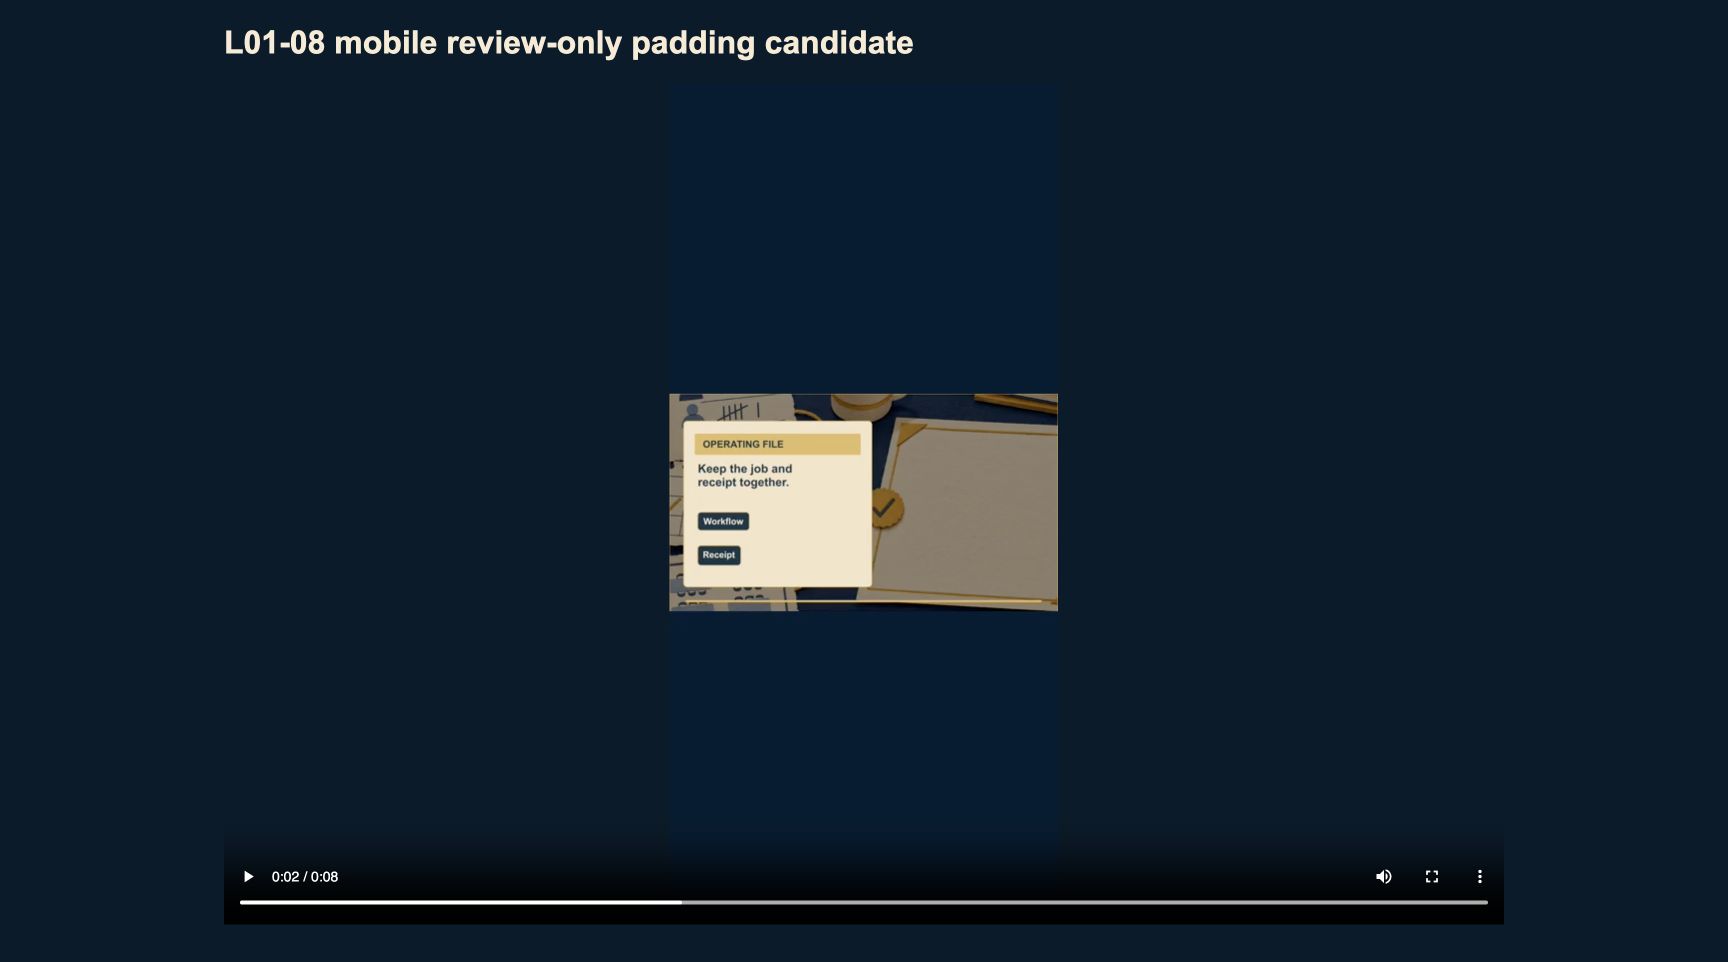 L01-08 mobile review-only padding candidate
OPERATING FILE
Keep the job and
receipt together.
Workflow
Receipt
0:02 / 0:08